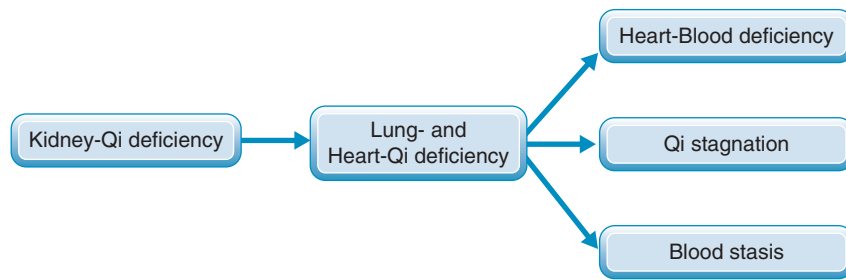 Kidney-Qi deficiency
Lung- and
Heart-Qi deficiency
Heart-Blood deficiency
Qi stagnation
Blood stasis